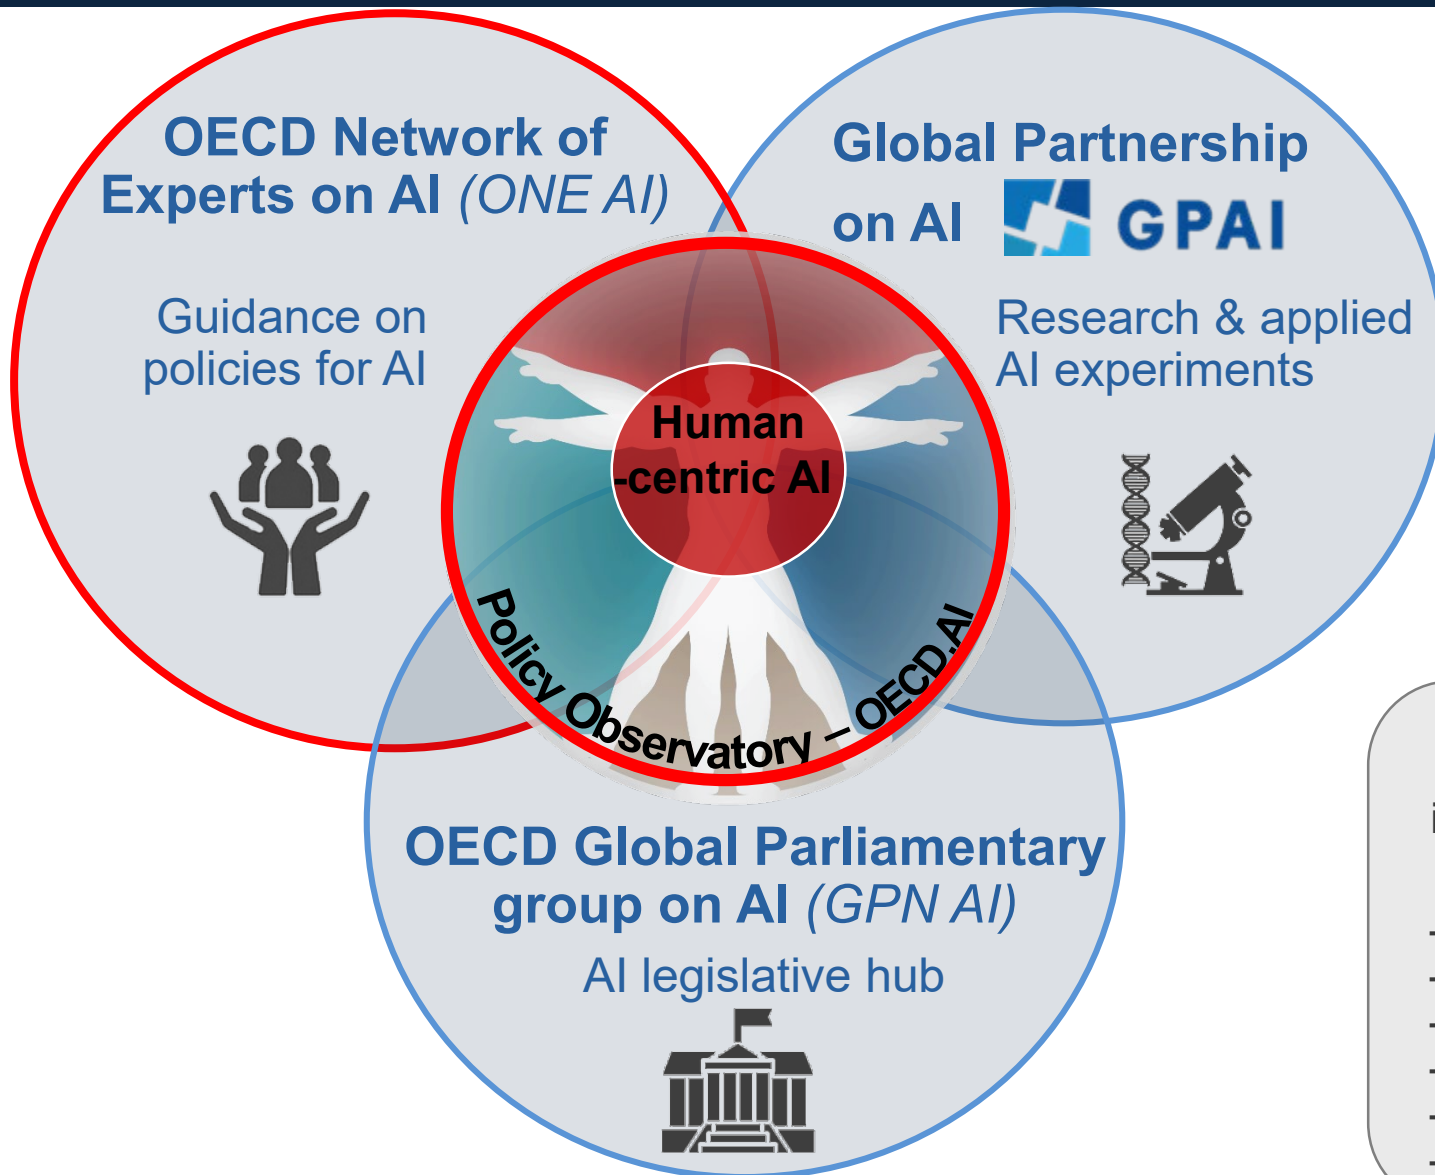 OECD Network of
Experts on AI (ONE AI)
Guidance on
policies for AI
Global Partnership
on AI GPAI
Research & applied
AI experiments
Human
-centric AI
Policy Observatory – OECD.AI
OECD Global Parliamentary
group on AI (GPN AI)
AI legislative hub